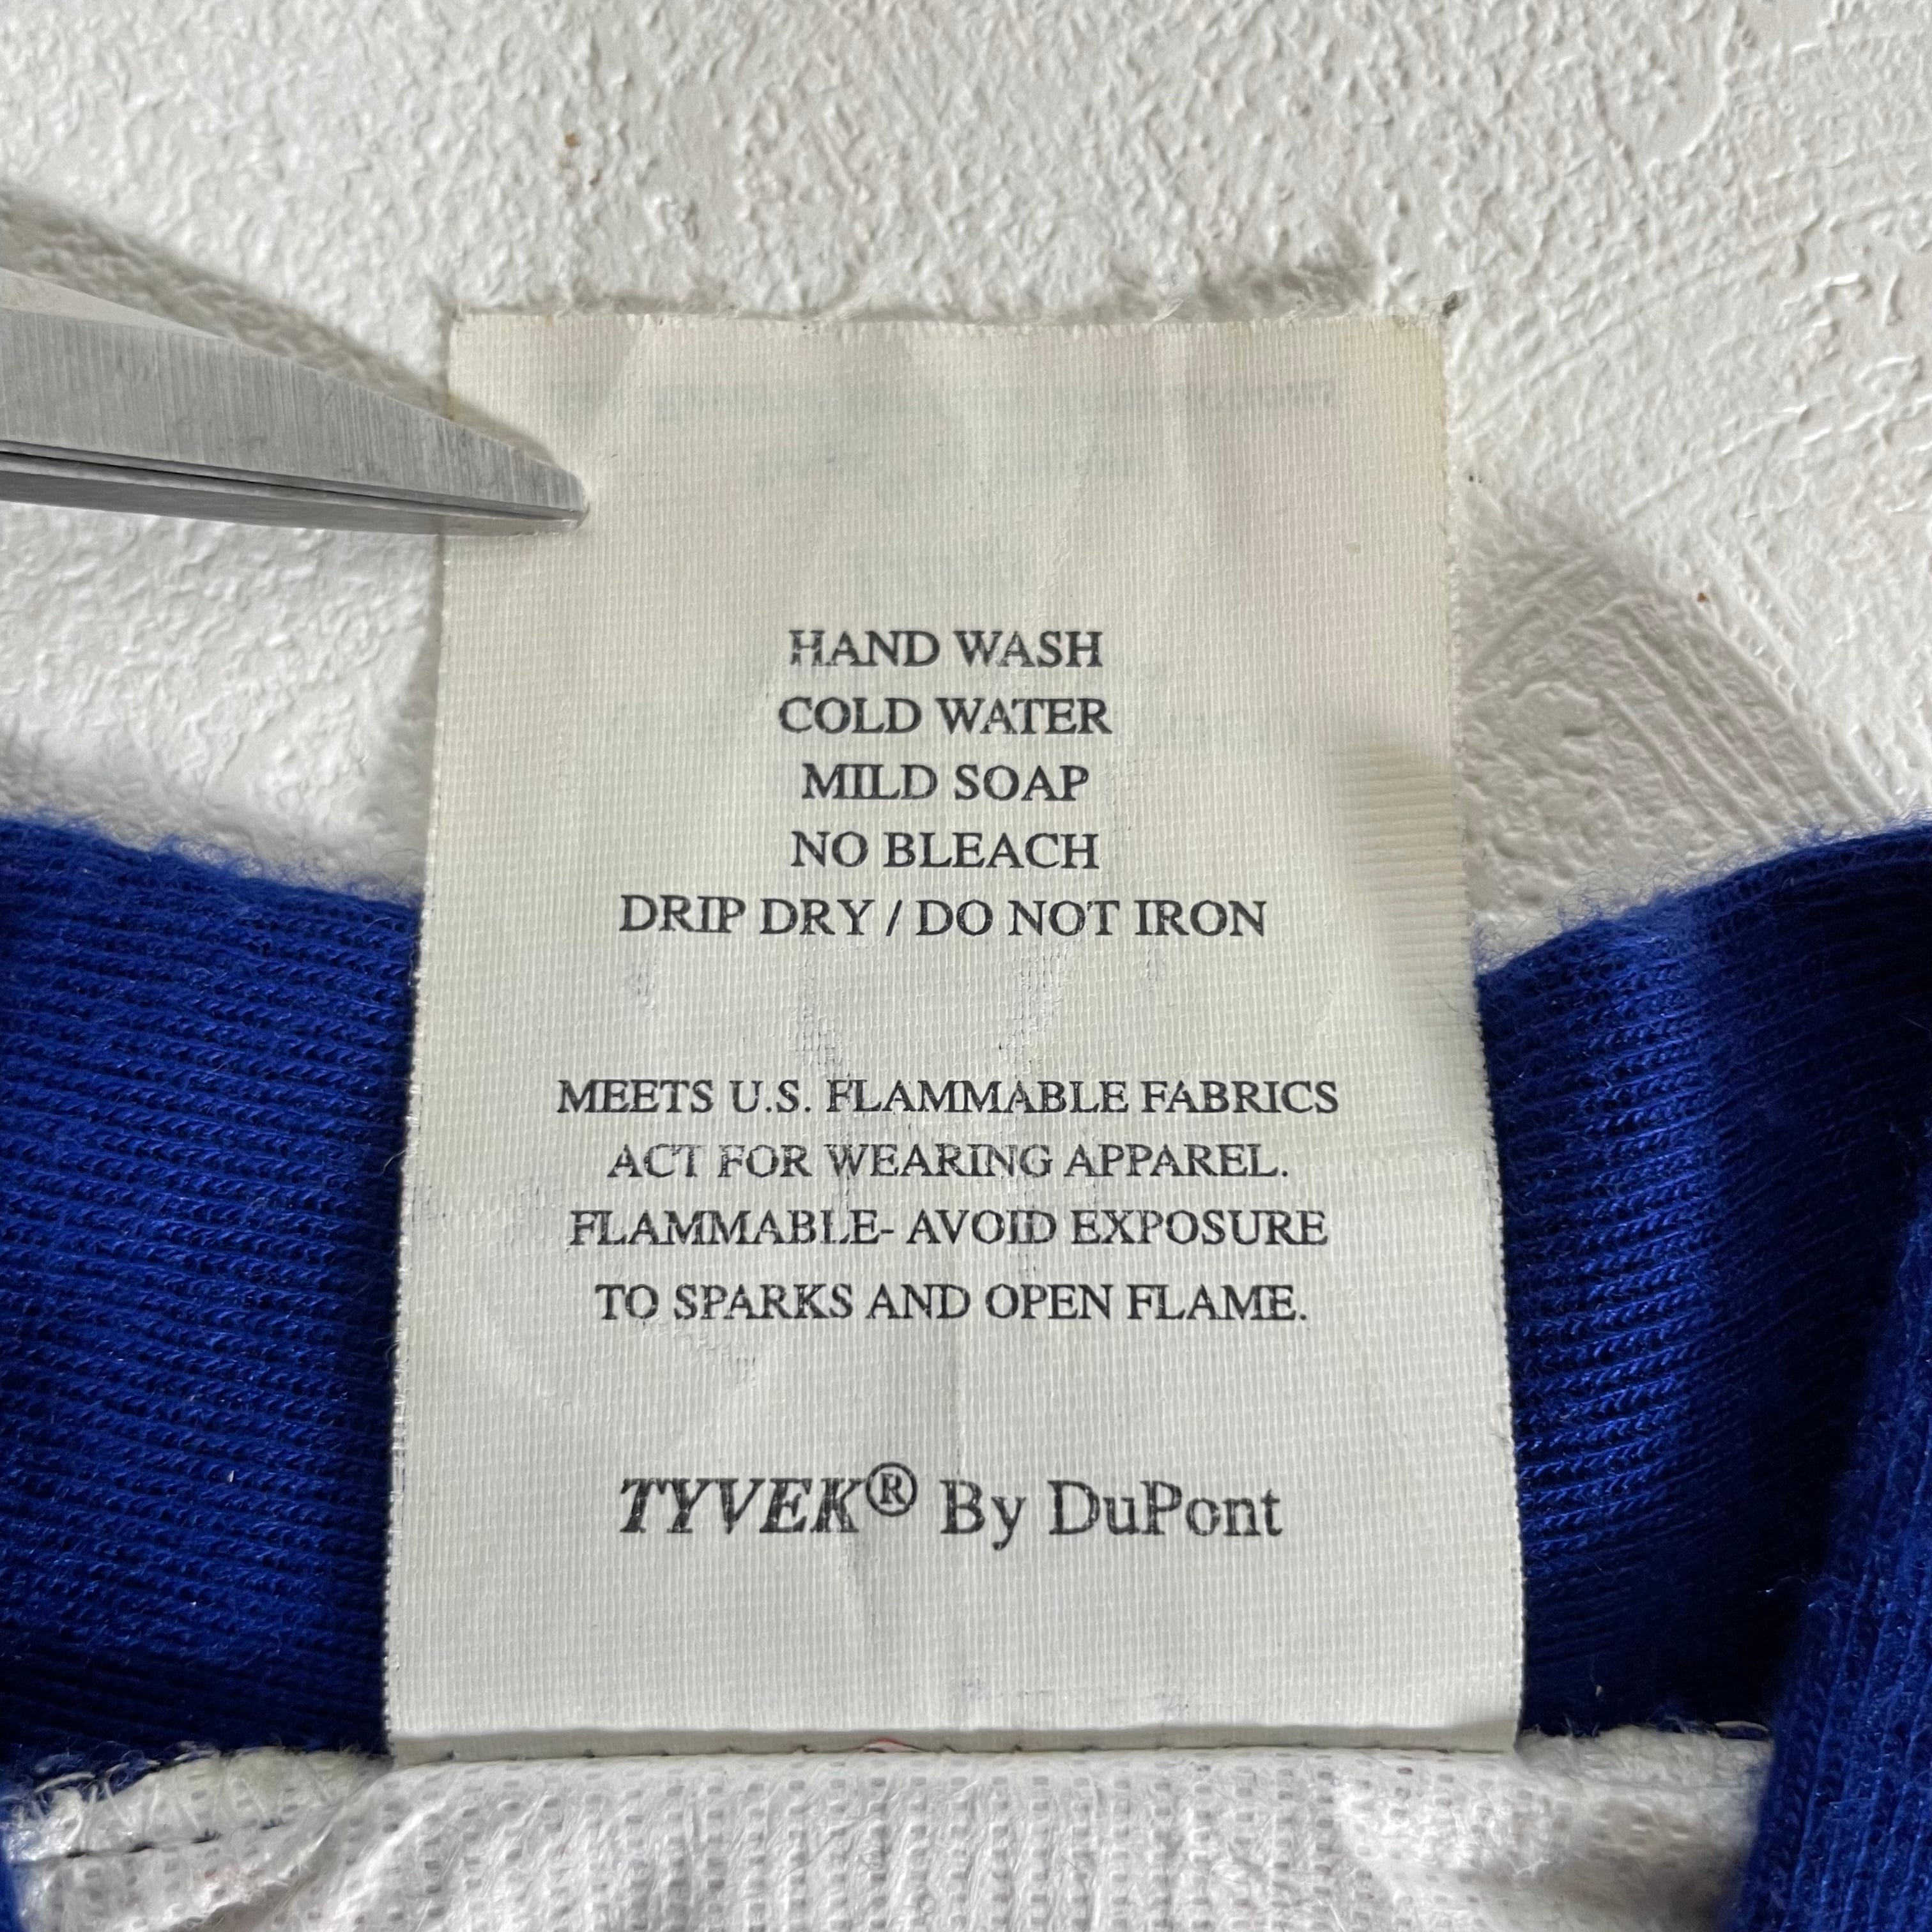 HAND WASH
COLD WATER
MILD SOAP
NO BLEACH
DRIP DRY / DO NOT IRON
MEETS U.S. FLAMMABLE FABRICS
ACT FOR WEARING APPAREL.
FLAMMABLE- AVOID EXPOSURE
TO SPARKS AND OPEN FLAME.
TYVEK® By DuPont